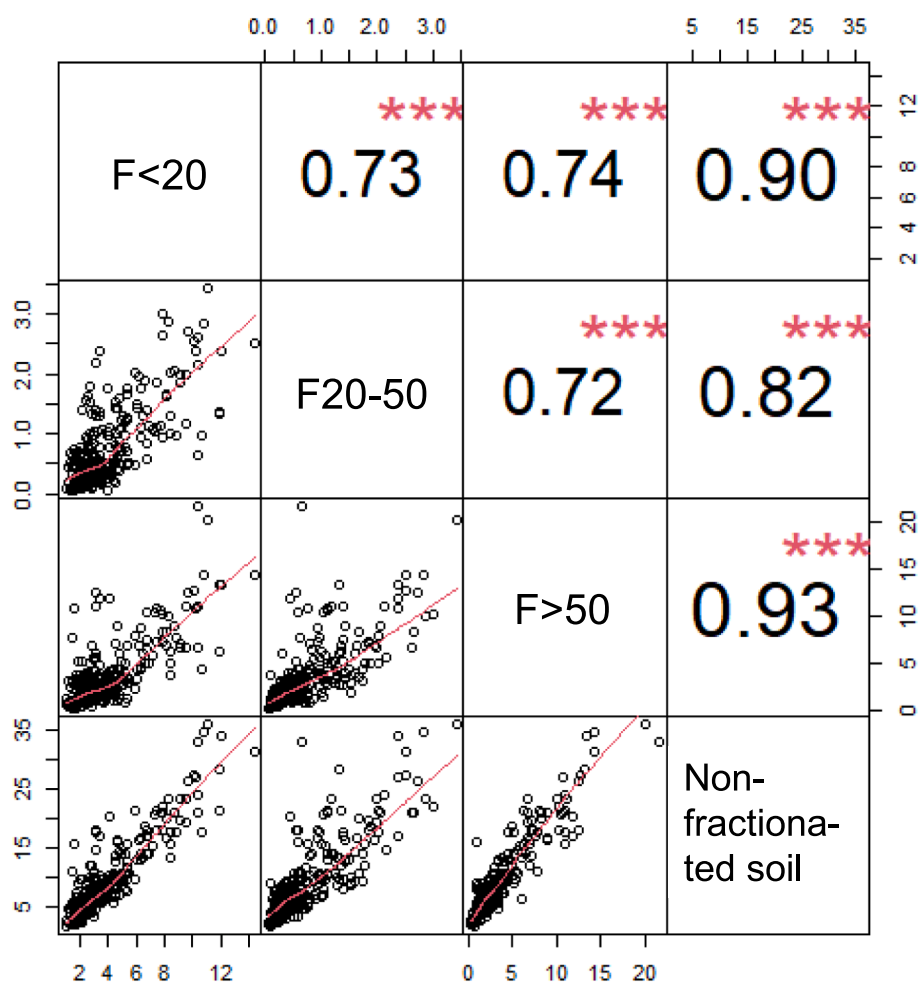 0.0 1.0 2.0 3.0 5 15 25 35
*** *** ***
F<20 0.73 0.74 0.90
2 4 6 8 12
*** ***
F20-50 0.72 0.82
0.0 1.0 2.0 3.0
***
F>50 0.93
0 5 10 15 20
Non-
fractiona-
ted soil
5 15 25 35
2 4 6 8 12 0 5 10 15 20